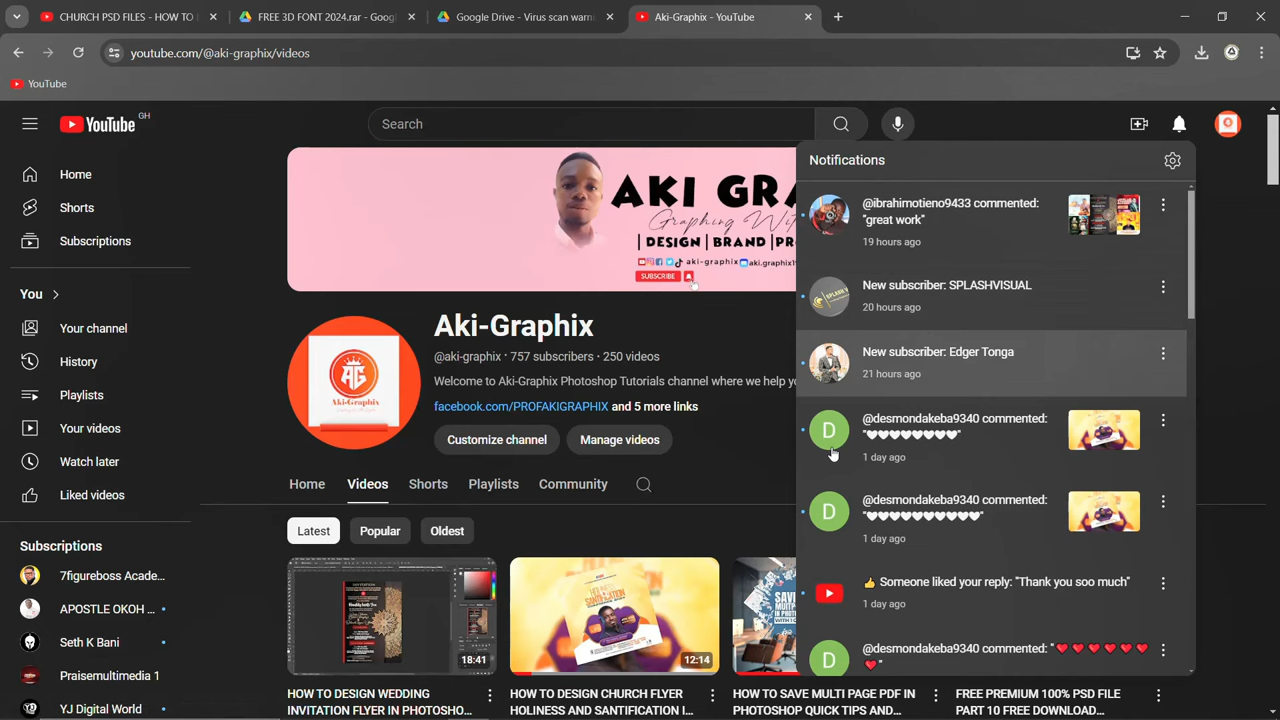 CHURCH PSD FILES - HOW TO
FREE 3D FONT 2024.rar - Goog
Google Drive - Virus scan warn
Aki-Graphix - YouTube
youtube.com/@aki-graphix/videos
YouTube
YouTube GH
Search
Home
Shorts
Subscriptions
You
Your channel
History
Playlists
Your videos
Watch later
Liked videos
Subscriptions
7figureboss Acade...
APOSTLE OKOH ...
Seth K Bani
Praisemultimedia 1
YJ Digital World
AKI GRA
Graphing Wit
| DESIGN | BRAND | PR
aki-graphix
SUBSCRIBE
AG
Aki-Graphix
Aki-Graphix
@aki-graphix · 757 subscribers · 250 videos
Welcome to Aki-Graphix Photoshop Tutorials channel where we help yo
facebook.com/PROFAKIGRAPHIX and 5 more links
Customize channel
Manage videos
Home
Videos
Shorts
Playlists
Community
Latest
Popular
Oldest
18:41
12:14
HOW TO DESIGN WEDDING
INVITATION FLYER IN PHOTOSHO...
HOW TO DESIGN CHURCH FLYER
HOLINESS AND SANTIFICATION I...
HOW TO SAVE MULTI PAGE PDF IN
PHOTOSHOP QUICK TIPS AND...
FREE PREMIUM 100% PSD FILE
PART 10 FREE DOWNLOAD...
Notifications
@ibrahimotieno9433 commented:
"great work"
19 hours ago
New subscriber: SPLASHVISUAL
20 hours ago
New subscriber: Edger Tonga
21 hours ago
D
@desmondakeba9340 commented:
"🤍🤍🤍🤍🤍🤍🤍🤍"
1 day ago
D
@desmondakeba9340 commented:
"🤍🤍🤍🤍🤍🤍🤍🤍🤍🤍"
1 day ago
👍 Someone liked your reply: "Thank you soo much"
1 day ago
D
@desmondakeba9340 commented: "❤️❤️❤️❤️❤️❤️
❤️"